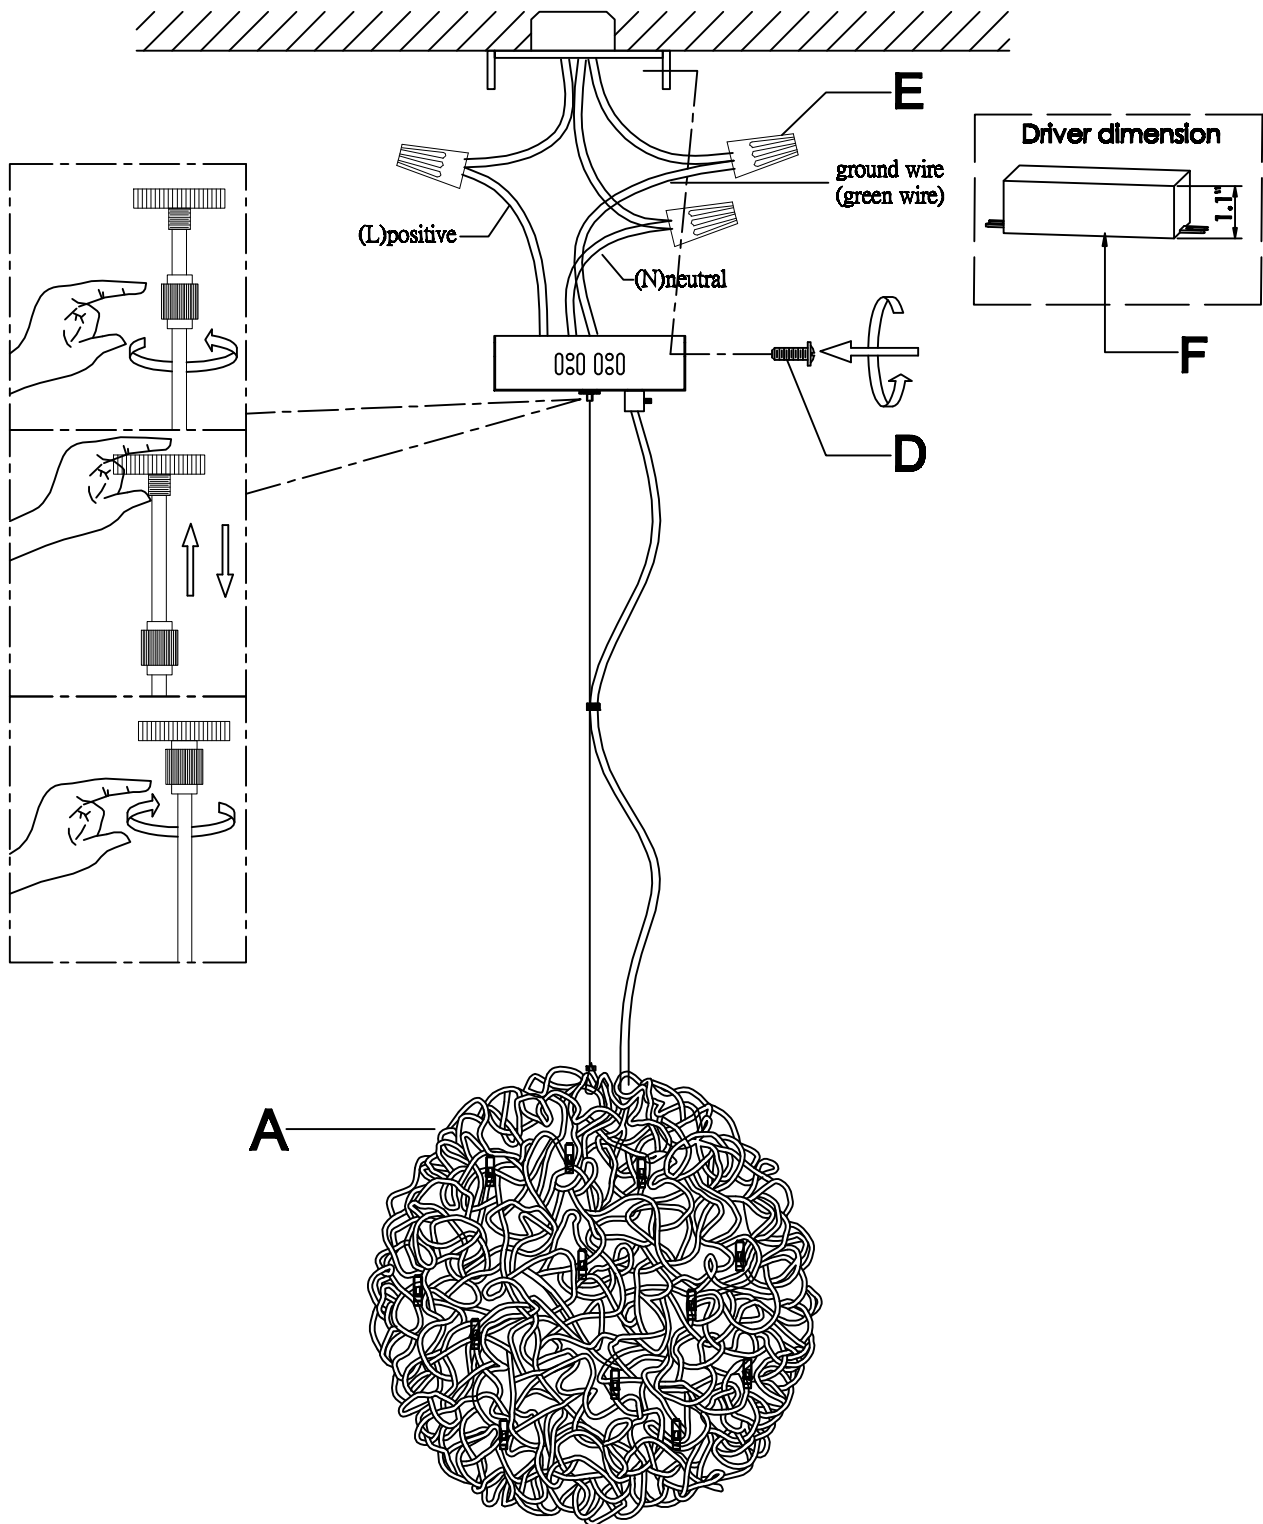 E
Driver dimension
ground wire
(green wire)
1.1"
(L)positive
(N)neutral
F
D
A